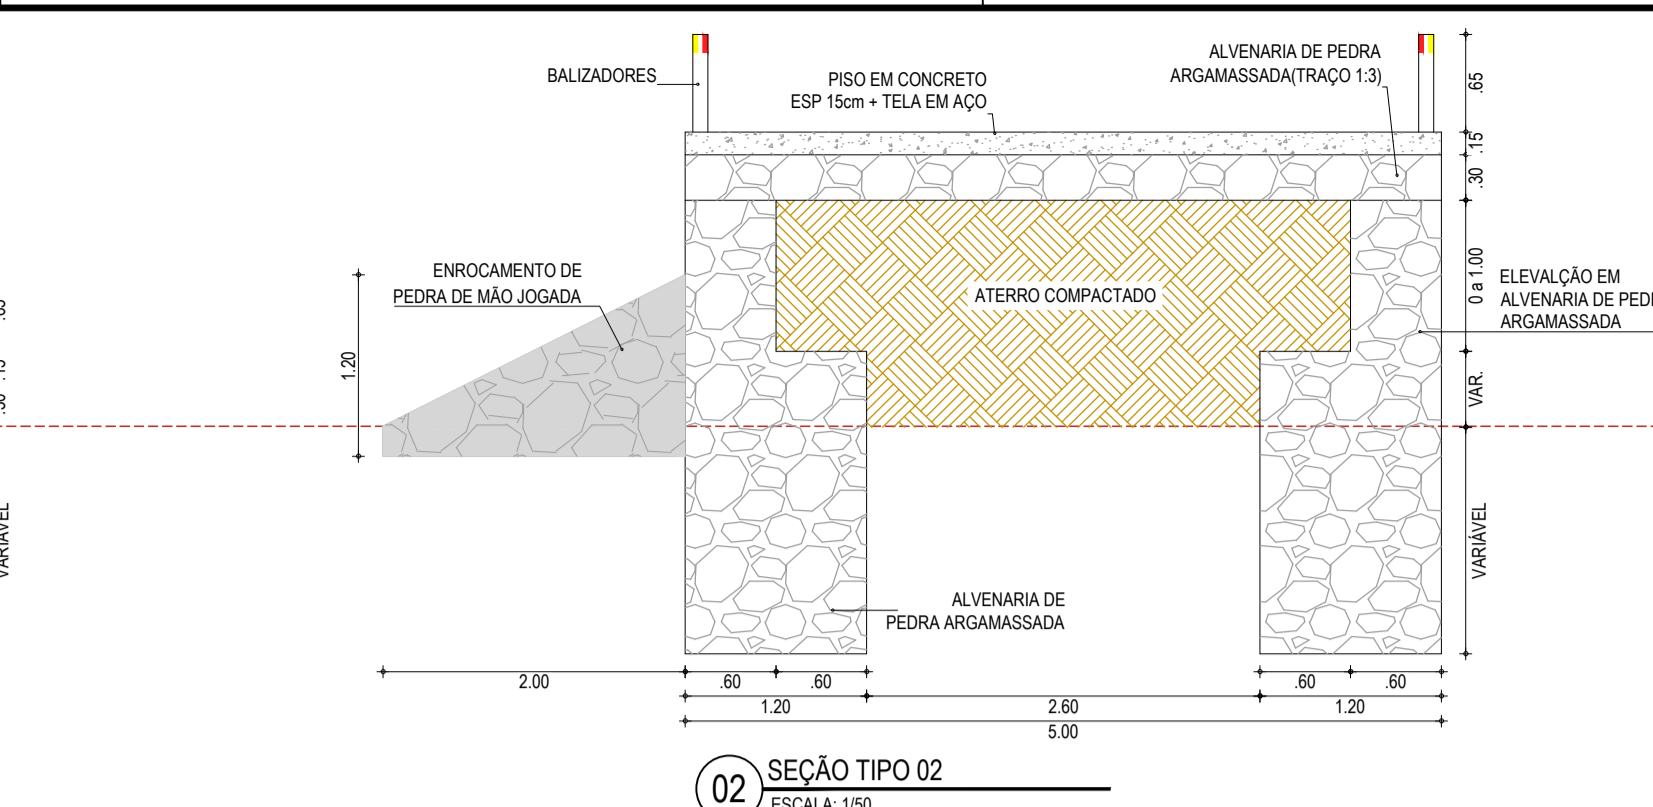 BALIZADORES
PISO EM CONCRETO
ESP 15cm + TELA EM AÇO
ALVENARIA DE PEDRA
ARGAMASSADA(TRAÇO 1:3)
.65
.15
.30
0 a 1.00
VAR.
VARIÁVEL
ENROCAMENTO DE
PEDRA DE MÃO JOGADA
ATERRO COMPACTADO
ELEVALÇÃO EM
ALVENARIA DE PEDR
ARGAMASSADA
1.20
.30 .15
VARIÁVEL
ALVENARIA DE
PEDRA ARGAMASSADA
2.00
.60
.60
.60
.60
1.20
2.60
1.20
5.00
02
SEÇÃO TIPO 02
ESCALA: 1/50